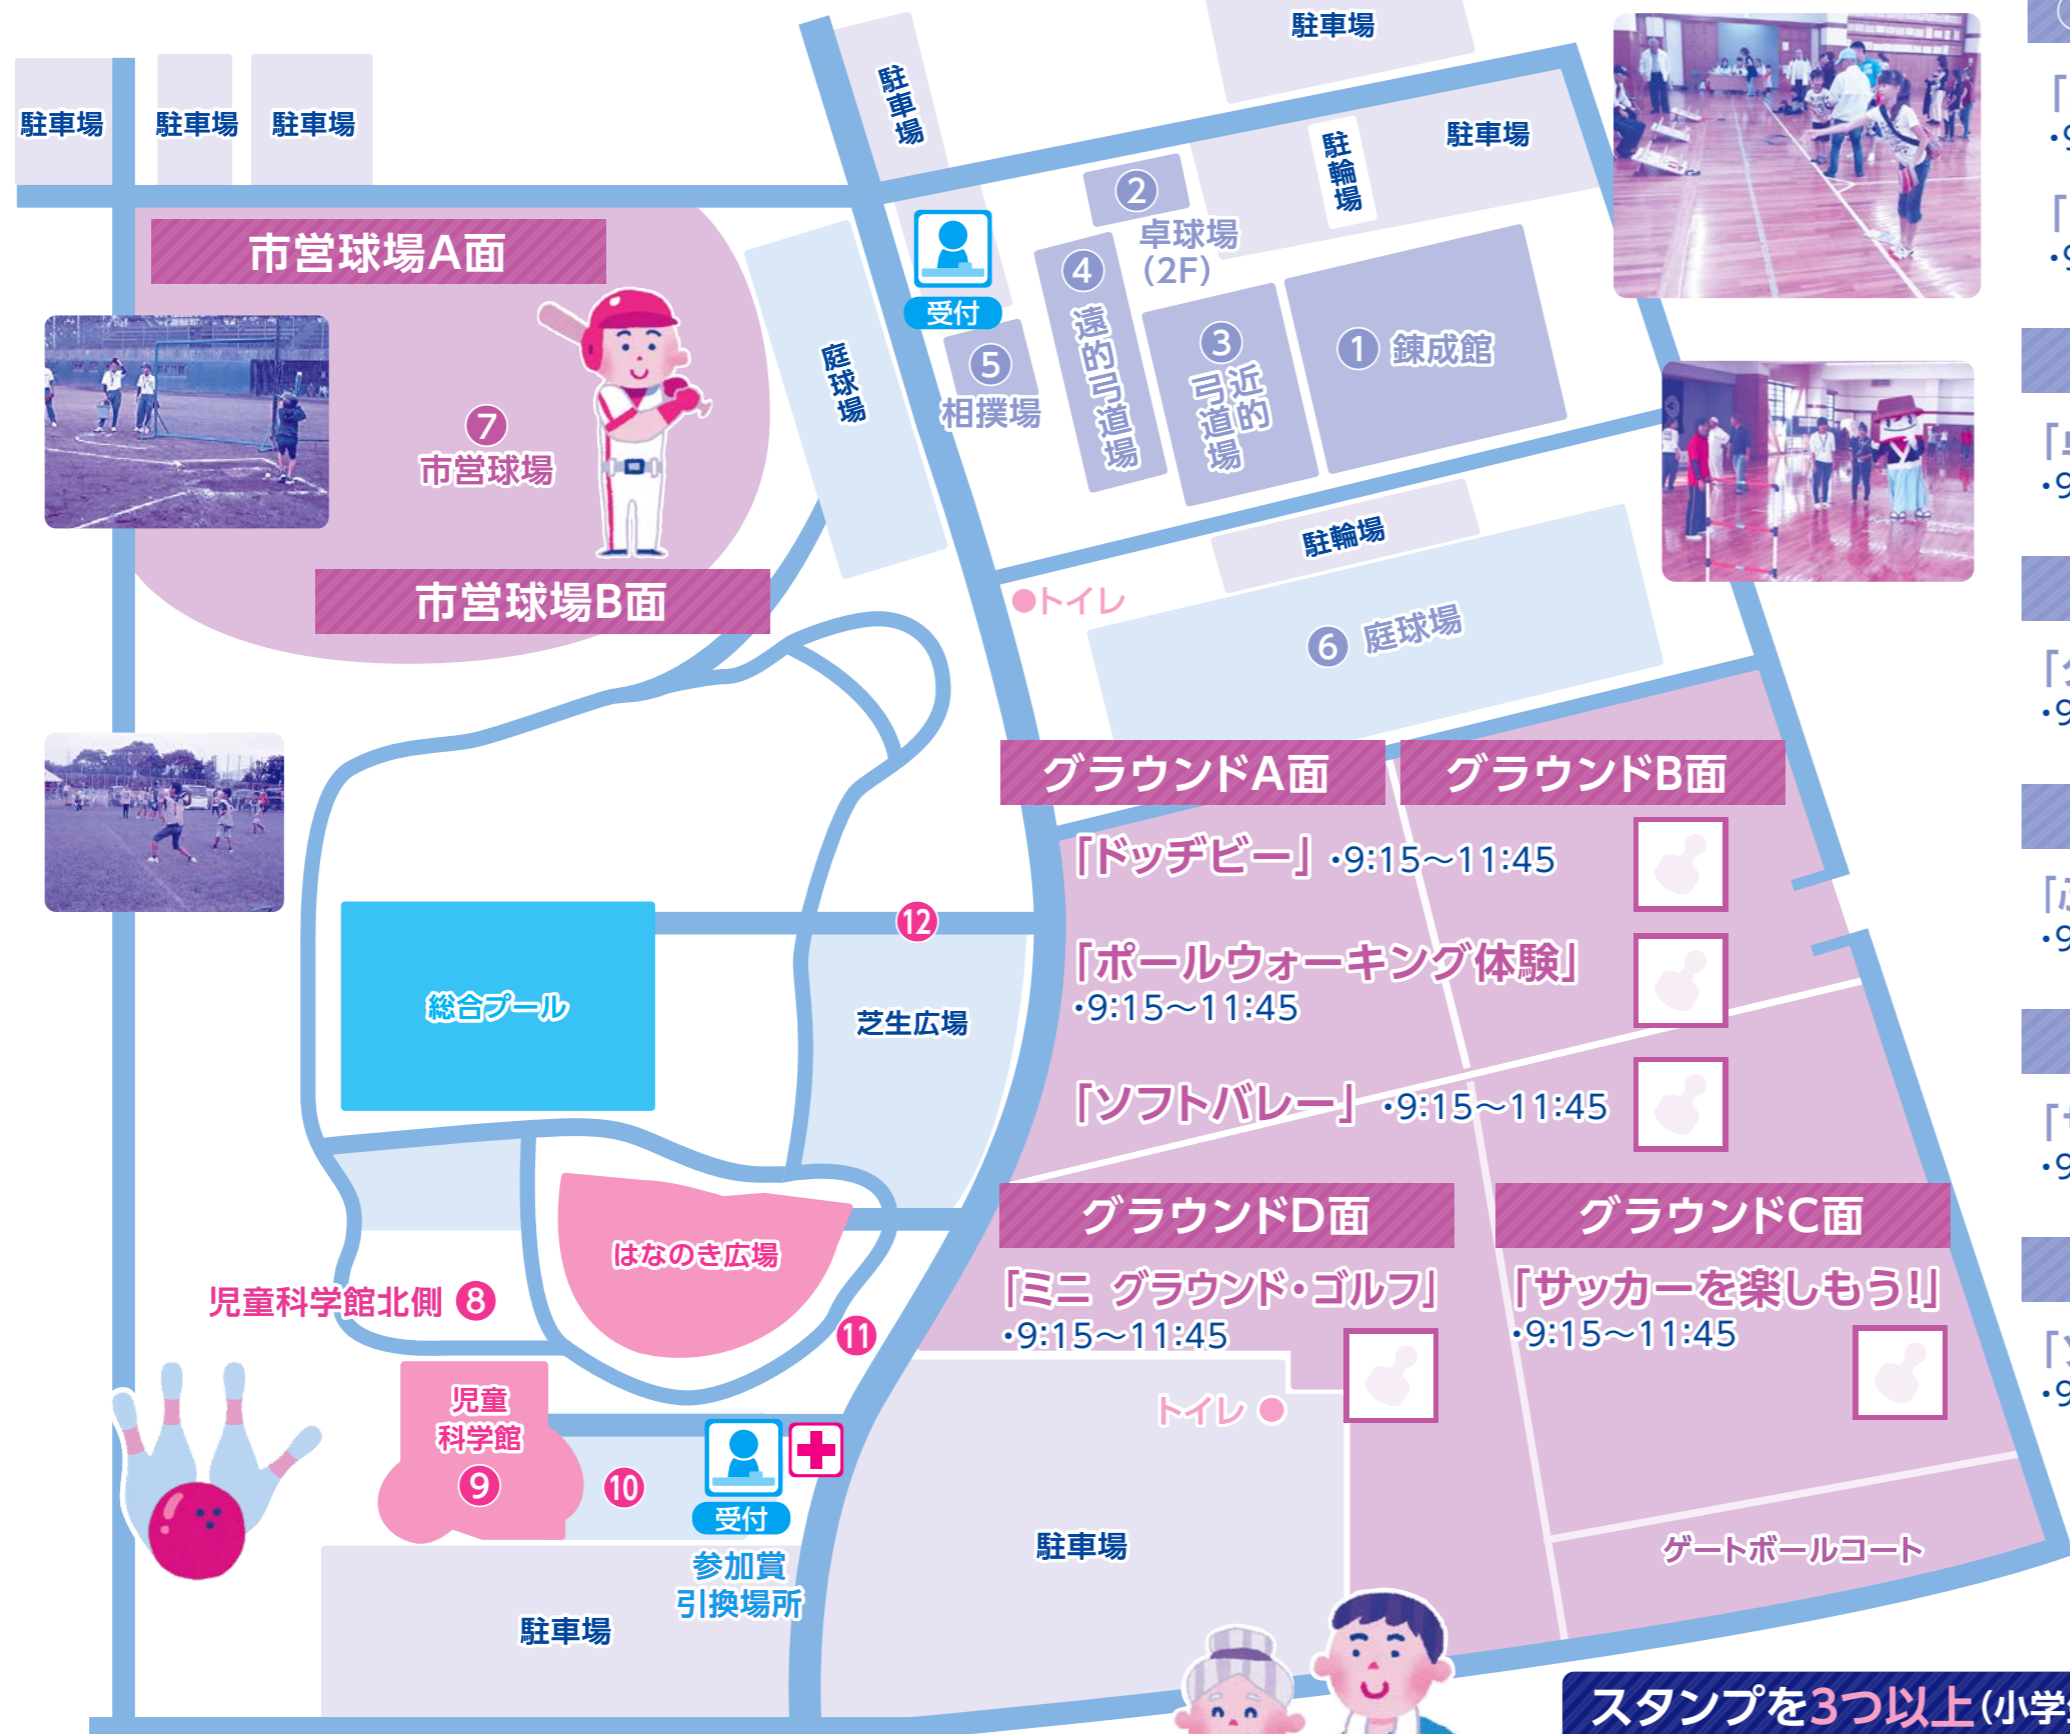 駐車場
駐車場
駐車場
駐車場
駐車場
駐車場
駐輪場
市営球場A面
⑦
市営球場
市営球場B面
庭球場
受付
②
卓球場
(2F)
④
遠的弓道場
③
近的
弓道場
① 錬成館
⑤
相撲場
駐輪場
●トイレ
⑥ 庭球場
グラウンドA面
グラウンドB面
「ドッヂビー」・9:15〜11:45
「ポールウォーキング体験」
・9:15〜11:45
「ソフトバレー」・9:15〜11:45
グラウンドD面
「ミニ グラウンド・ゴルフ」
・9:15〜11:45
グラウンドC面
「サッカーを楽しもう!」
・9:15〜11:45
⑫
総合プール
芝生広場
はなのき広場
児童科学館北側 ⑧
⑪
児童
科学館
⑨
⑩
受付
参加賞
引換場所
駐車場
トイレ ●
駐車場
ゲートボールコート
スタンプを3つ以上(小学